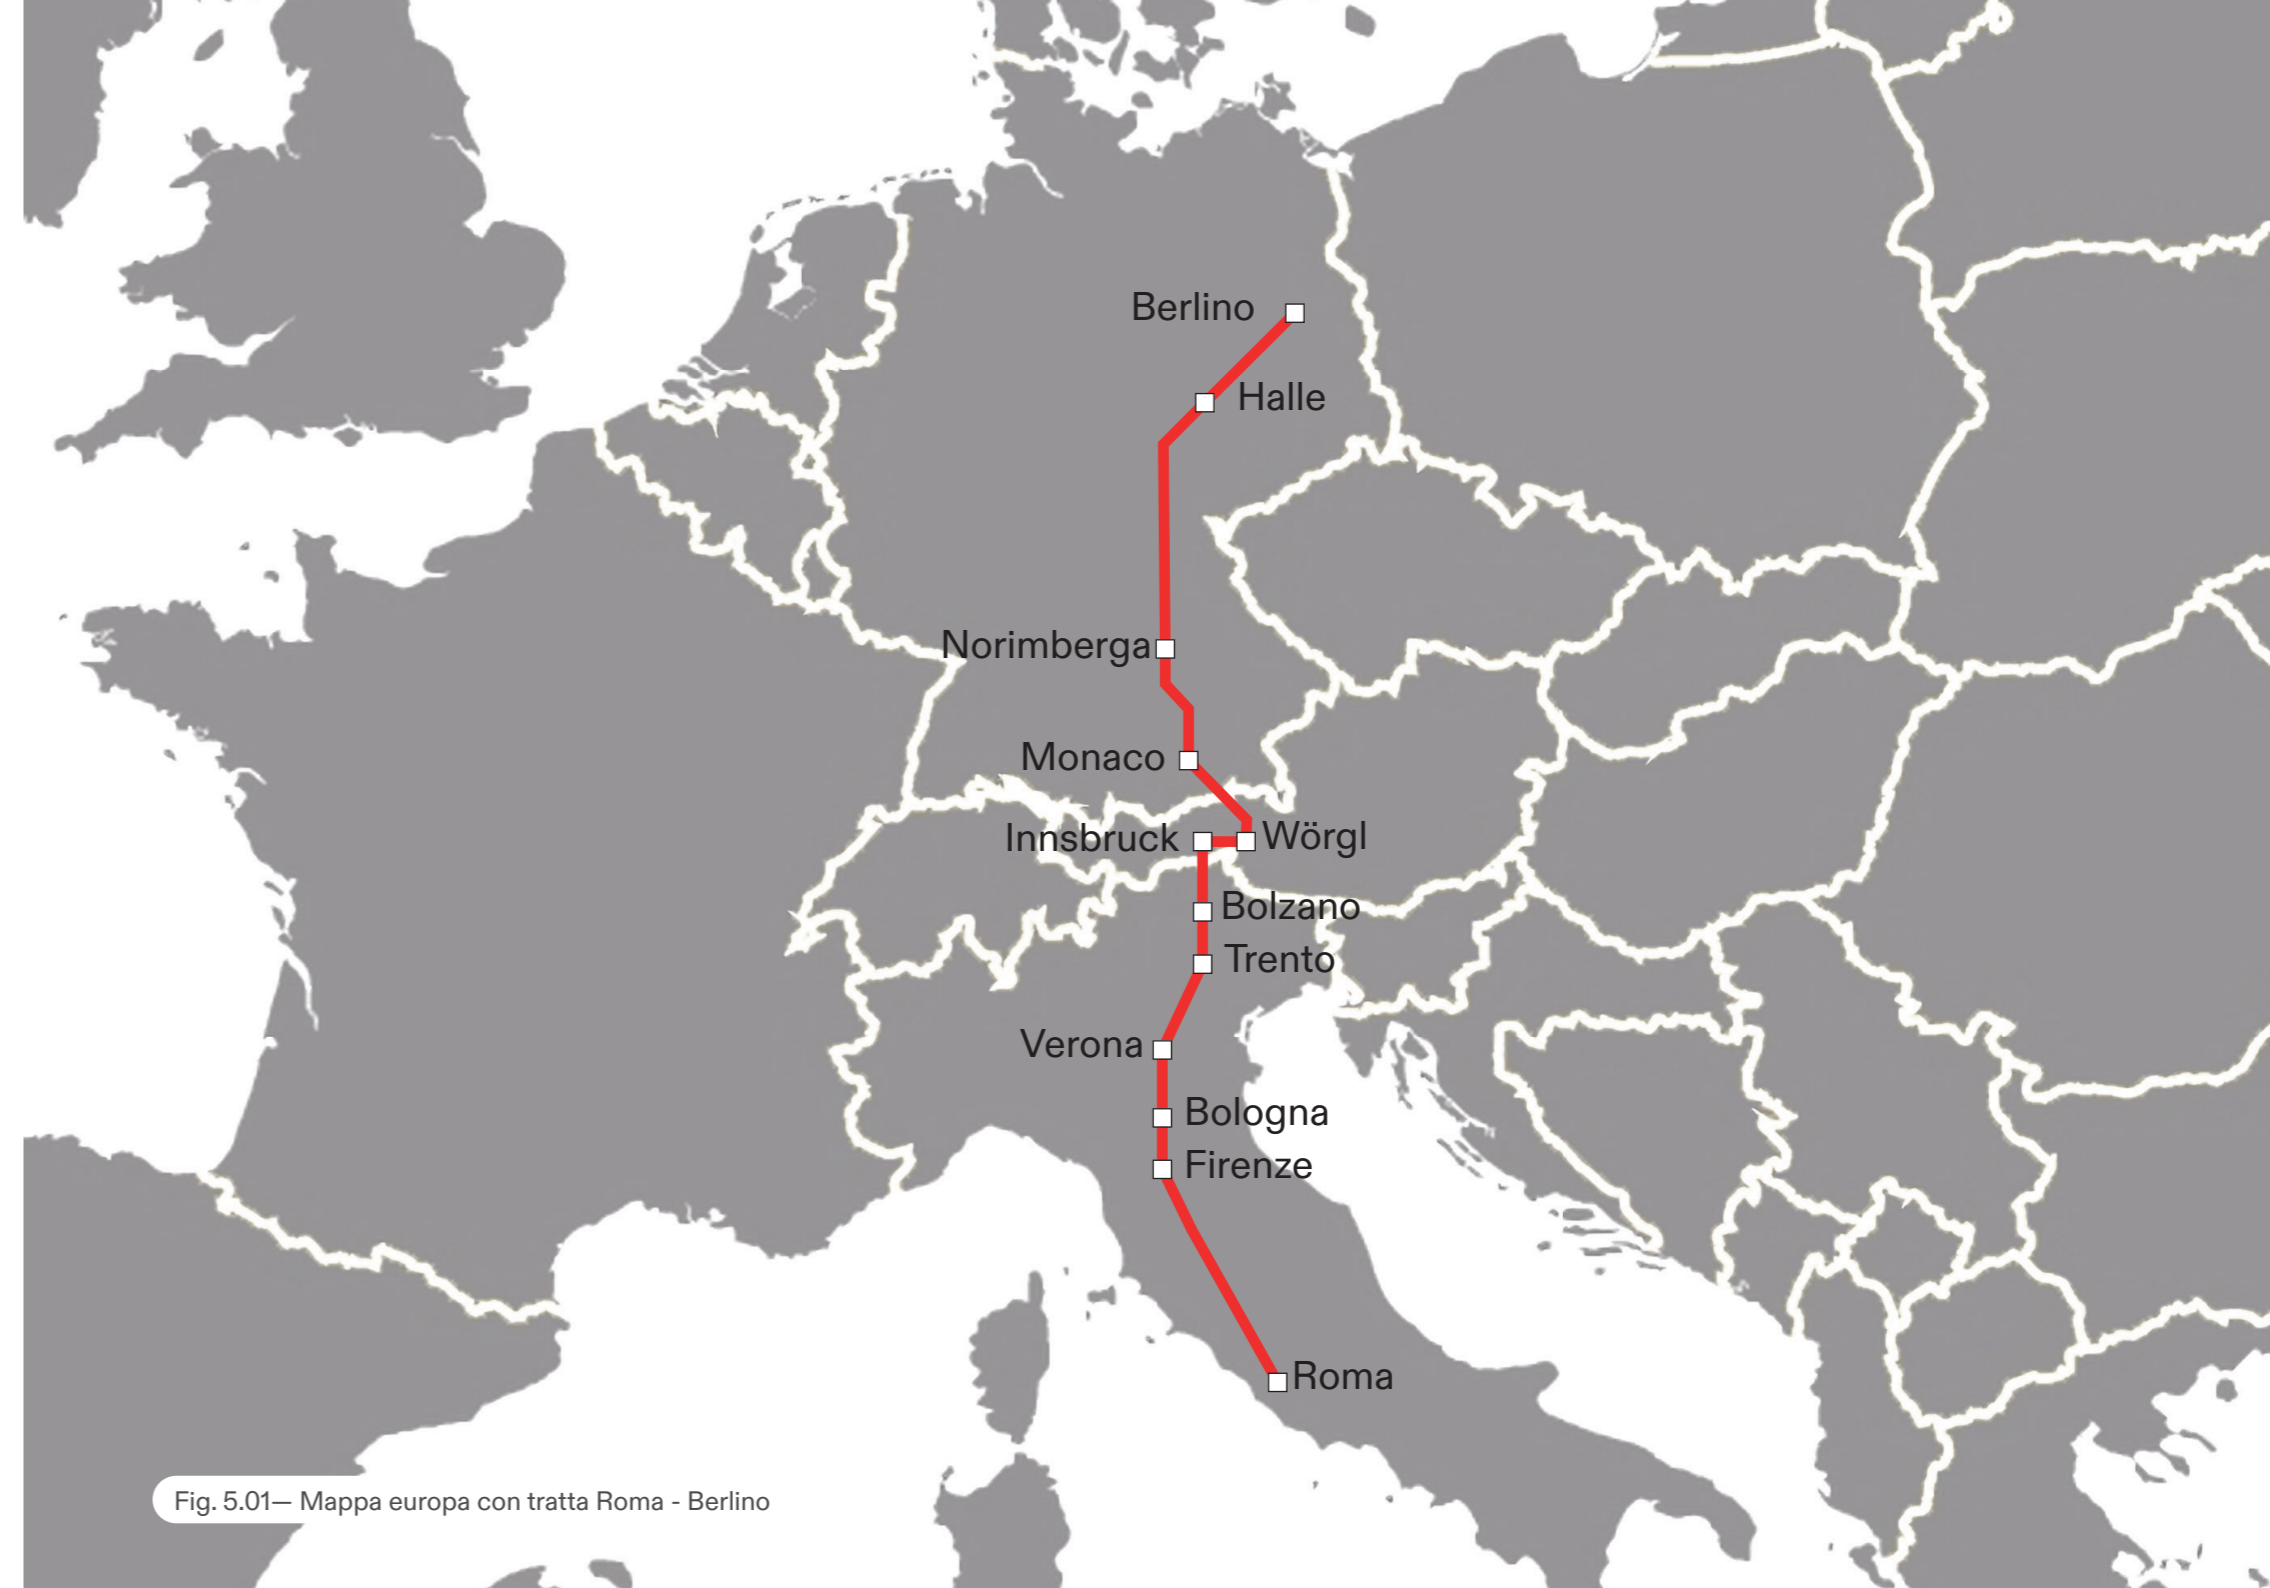 Berlino
Halle
Norimberga
Monaco
Innsbruck
Wörgl
Bolzano
Trento
Verona
Bologna
Firenze
Roma
Fig. 5.01— Mappa europa con tratta Roma - Berlino